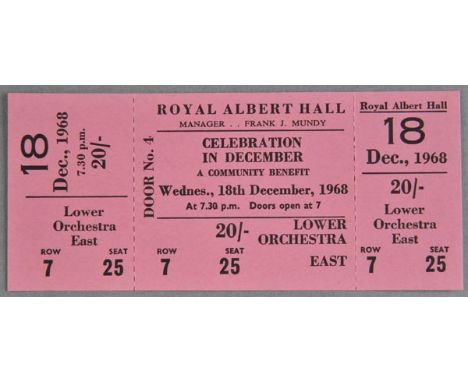 18
Dec., 1968
7.30 p.m.
20/-
Lower
Orchestra
East
ROW SEAT
7 25
DOOR No. 4
ROYAL ALBERT HALL
MANAGER . . FRANK J. MUNDY
CELEBRATION
IN DECEMBER
A COMMUNITY BENEFIT
Wednes., 18th December, 1968
At 7.30 p.m. Doors open at 7
20/- LOWER
ORCHESTRA
ROW SEAT
7 25 EAST
Royal Albert Hall
18
Dec., 1968
20/-
Lower
Orchestra
East
ROW SEAT
7 25